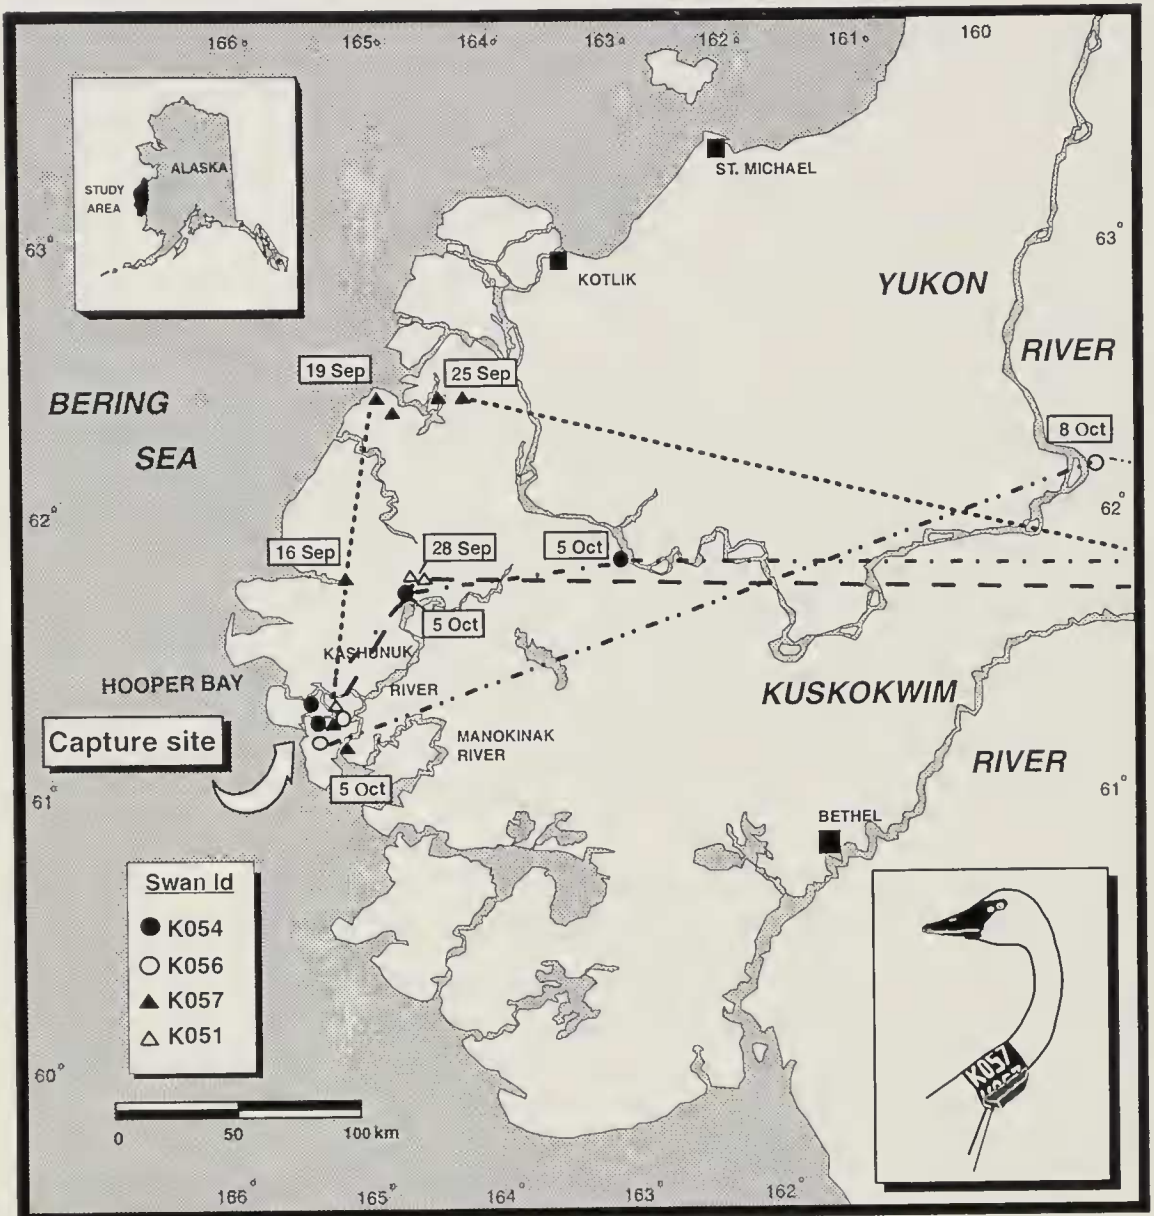 166°
165°
164°
163°
162°
161°
160
ALASKA
STUDY
AREA
ST. MICHAEL
63°
63°
KOTLIK
YUKON
RIVER
19 Sep
25 Sep
BERING
SEA
8 Oct
62°
62°
16 Sep
28 Sep
5 Oct
5 Oct
KASHUNUK
RIVER
HOOPER BAY
KUSKOKWIM
RIVER
Capture site
MANOKINAK
RIVER
5 Oct
61°
61°
BETHEL
Swan Id
K054
K056
K057
K051
K057
60°
0
50
100 km
166°
165°
164°
163°
162°